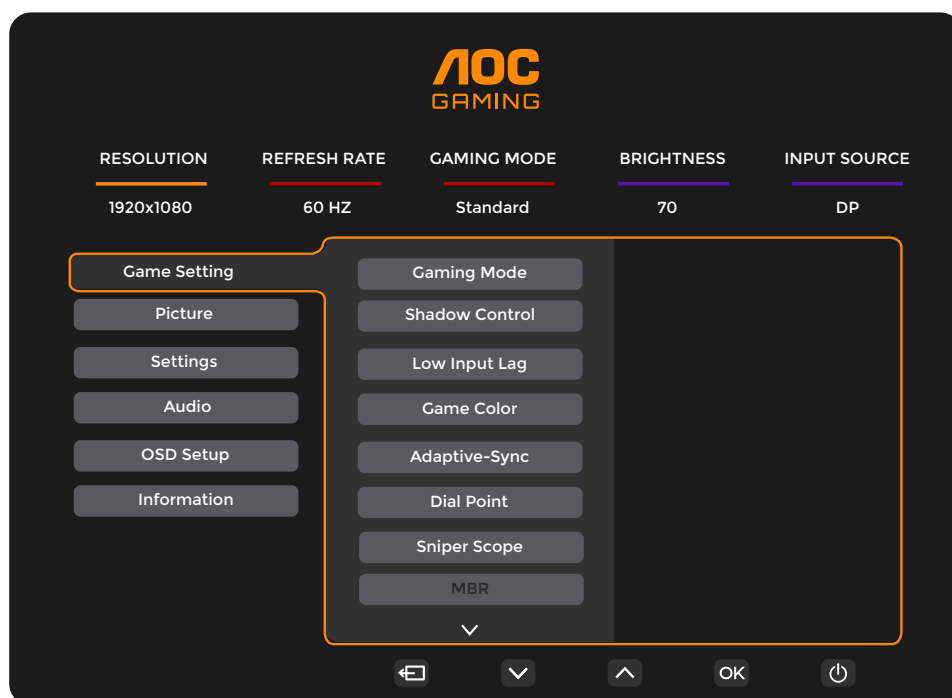 AOC
GAMING
RESOLUTION REFRESH RATE GAMING MODE BRIGHTNESS INPUT SOURCE
1920x1080 60 HZ Standard 70 DP
Game Setting
Picture
Settings
Audio
OSD Setup
Information
Gaming Mode
Shadow Control
Low Input Lag
Game Color
Adaptive-Sync
Dial Point
Sniper Scope
MBR
OK